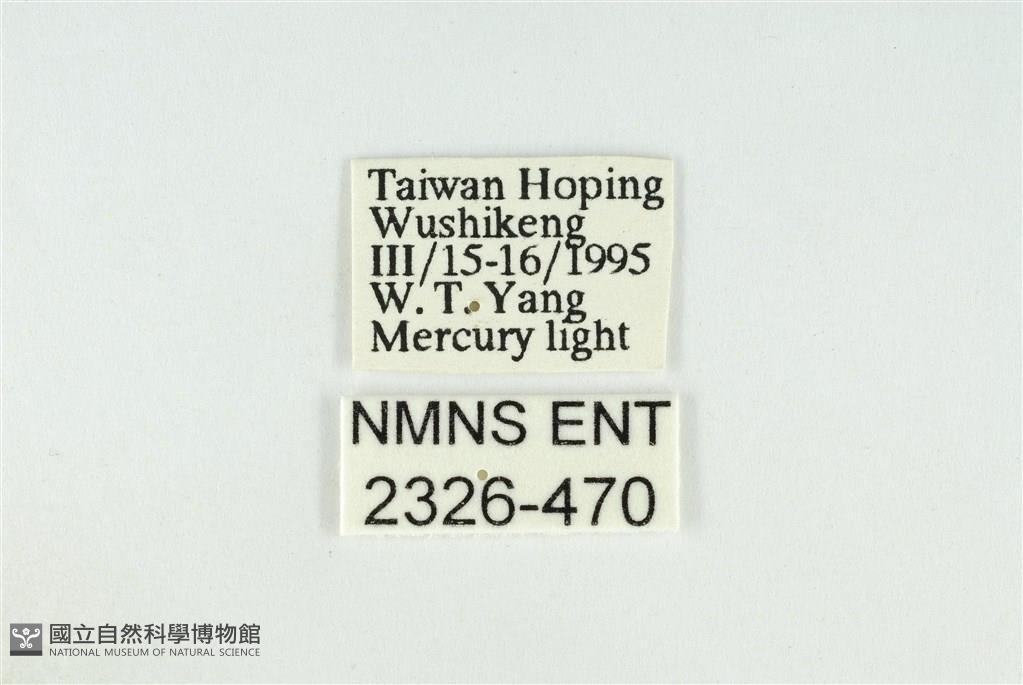 Taiwan Hoping
Wushikeng
III/15-16/1995
W. T. Yang
Mercury light
NMNS ENT
2326-470
國立自然科學博物館
NATIONAL MUSEUM OF NATURAL SCIENCE